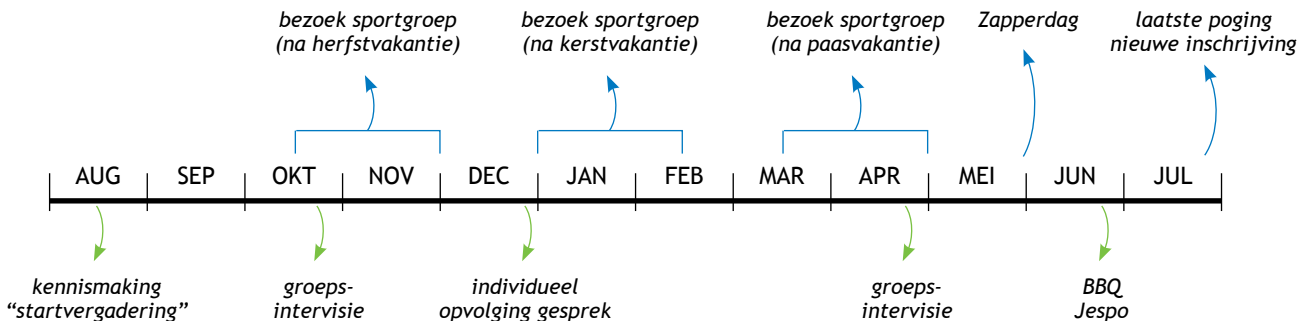 bezoek sportgroep
(na herfstvakantie)
bezoek sportgroep
(na kerstvakantie)
bezoek sportgroep
(na paasvakantie)
Zapperdag
laatste poging
nieuwe inschrijving
AUG SEP OKT NOV DEC JAN FEB MAR APR MEI JUN JUL
kennismaking
“startvergadering”
groeps-
intervisie
individueel
opvolging gesprek
groeps-
intervisie
BBQ
Jespo